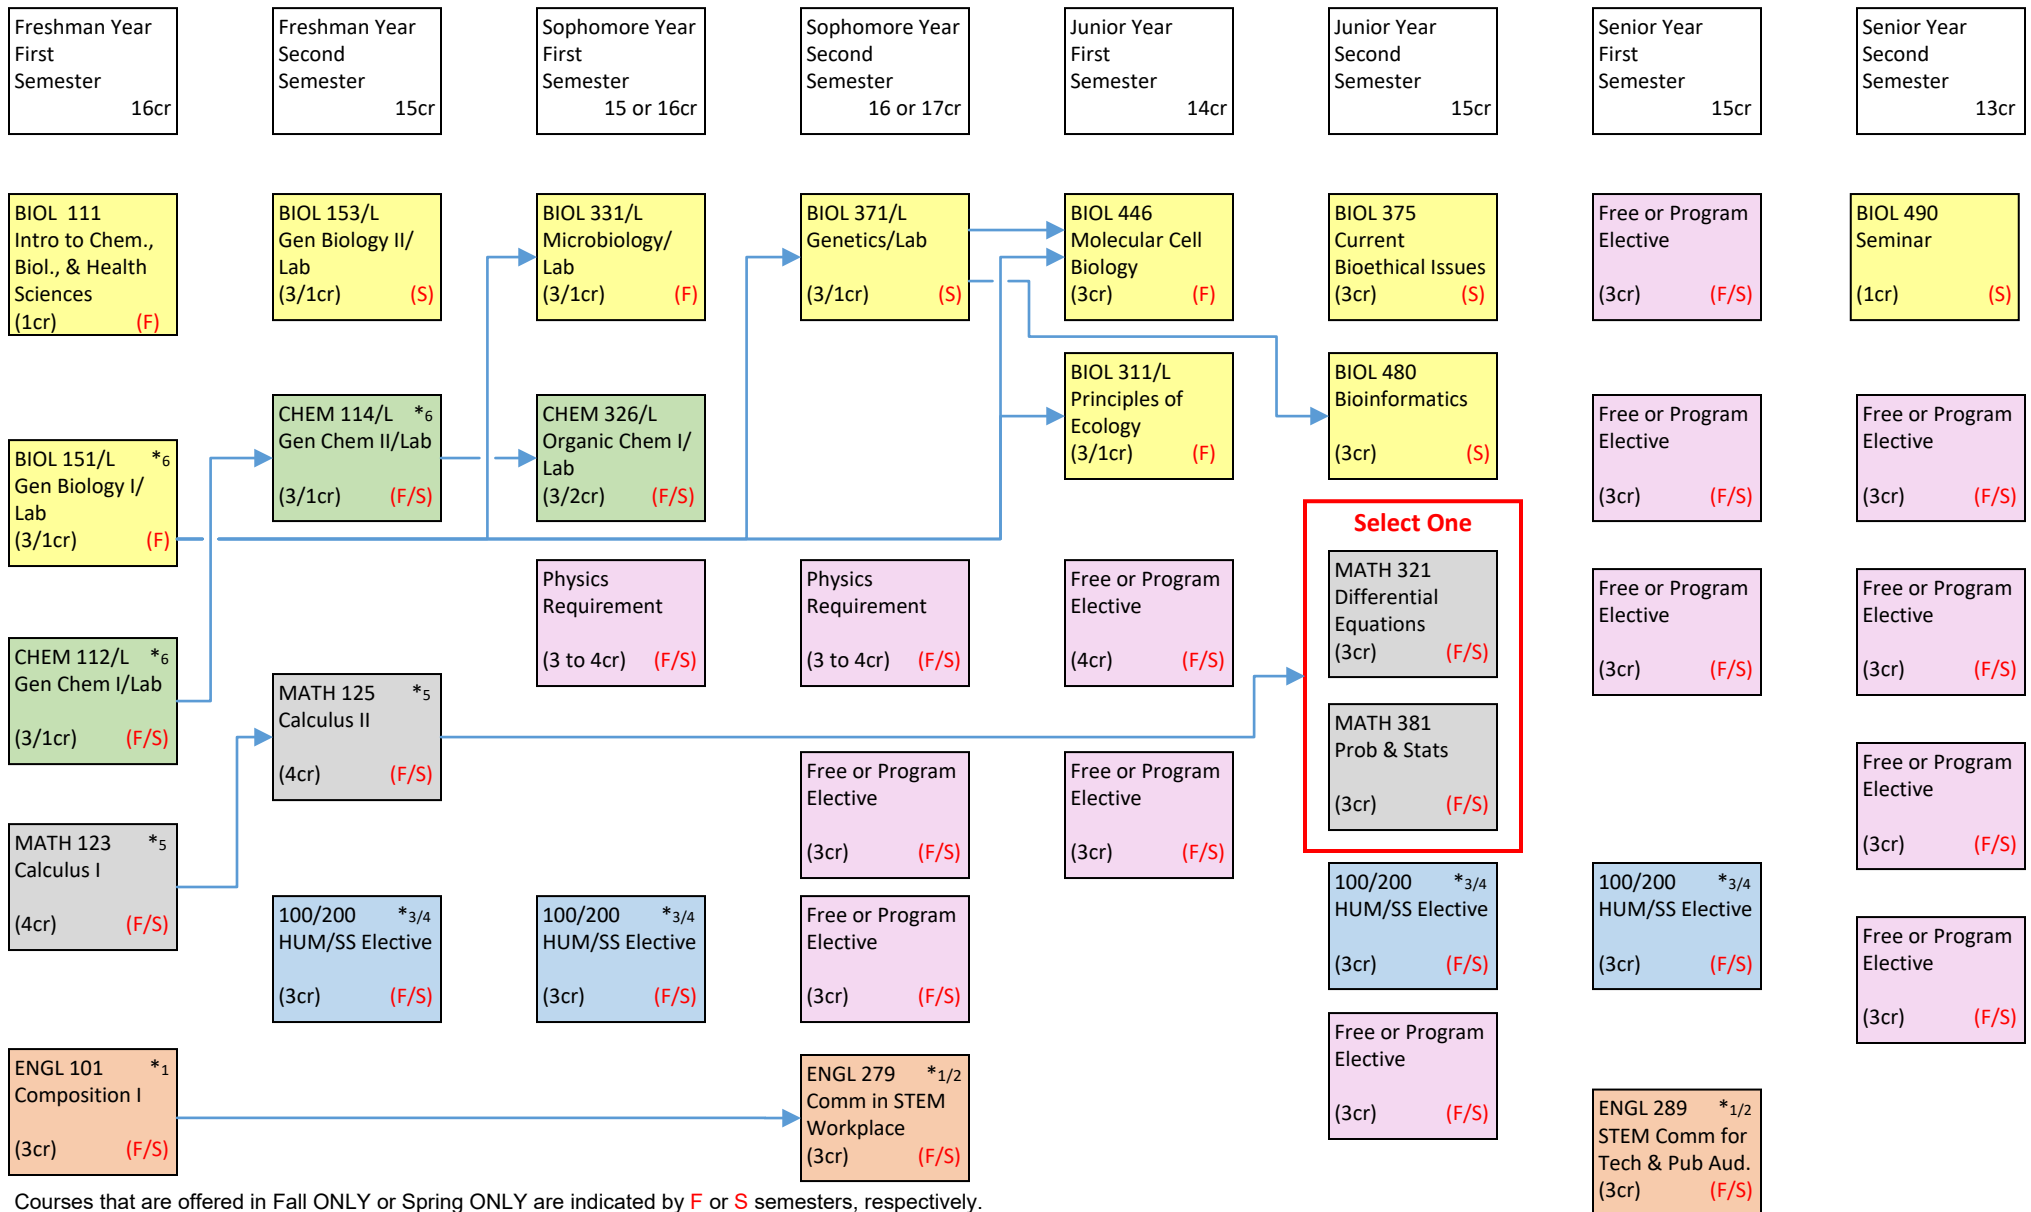 Freshman Year
First
Semester
16cr
Freshman Year
Second
Semester
15cr
Sophomore Year
First
Semester
15 or 16cr
Sophomore Year
Second
Semester
16 or 17cr
Junior Year
First
Semester
14cr
Junior Year
Second
Semester
15cr
Senior Year
First
Semester
15cr
Senior Year
Second
Semester
13cr
BIOL 111
Intro to Chem.,
Biol., & Health
Sciences
(1cr) (F)
BIOL 153/L
Gen Biology II/
Lab
(3/1cr) (S)
BIOL 331/L
Microbiology/
Lab
(3/1cr) (F)
BIOL 371/L
Genetics/Lab
(3/1cr) (S)
BIOL 446
Molecular Cell
Biology
(3cr) (F)
BIOL 375
Current
Bioethical Issues
(3cr) (S)
Free or Program
Elective
(3cr) (F/S)
BIOL 490
Seminar
(1cr) (S)
BIOL 151/L *6
Gen Biology I/
Lab
(3/1cr) (F)
CHEM 114/L *6
Gen Chem II/Lab
(3/1cr) (F/S)
CHEM 326/L
Organic Chem I/
Lab
(3/2cr) (F/S)
BIOL 311/L
Principles of
Ecology
(3/1cr) (F)
BIOL 480
Bioinformatics
(3cr) (S)
Free or Program
Elective
(3cr) (F/S)
Free or Program
Elective
(3cr) (F/S)
CHEM 112/L *6
Gen Chem I/Lab
(3/1cr) (F/S)
MATH 125 *5
Calculus II
(4cr) (F/S)
Physics
Requirement
(3 to 4cr) (F/S)
Physics
Requirement
(3 to 4cr) (F/S)
Free or Program
Elective
(4cr) (F/S)
Select One
MATH 321
Differential
Equations
(3cr) (F/S)
MATH 381
Prob & Stats
(3cr) (F/S)
Free or Program
Elective
(3cr) (F/S)
Free or Program
Elective
(3cr) (F/S)
MATH 123 *5
Calculus I
(4cr) (F/S)
100/200 *3/4
HUM/SS Elective
(3cr) (F/S)
100/200 *3/4
HUM/SS Elective
(3cr) (F/S)
Free or Program
Elective
(3cr) (F/S)
Free or Program
Elective
(3cr) (F/S)
Free or Program
Elective
(3cr) (F/S)
100/200 *3/4
HUM/SS Elective
(3cr) (F/S)
100/200 *3/4
HUM/SS Elective
(3cr) (F/S)
Free or Program
Elective
(3cr) (F/S)
Free or Program
Elective
(3cr) (F/S)
ENGL 101 *1
Composition I
(3cr) (F/S)
ENGL 279 *1/2
Comm in STEM
Workplace
(3cr) (F/S)
Free or Program
Elective
(3cr) (F/S)
ENGL 289 *1/2
STEM Comm for
Tech & Pub Aud.
(3cr) (F/S)
Courses that are offered in Fall ONLY or Spring ONLY are indicated by F or S semesters, respectively.